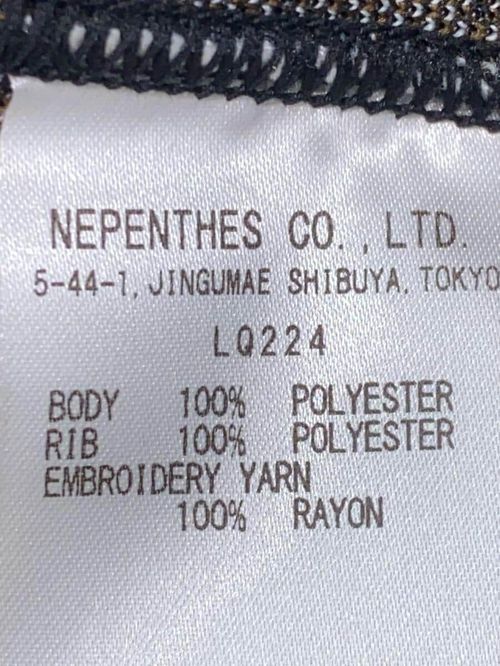 NEPENTHES CO., LTD.
5-44-1, JINGUMAE SHIBUYA, TOKYO
LQ224
BODY 100% POLYESTER
RIB 100% POLYESTER
EMBROIDERY YARN
100% RAYON